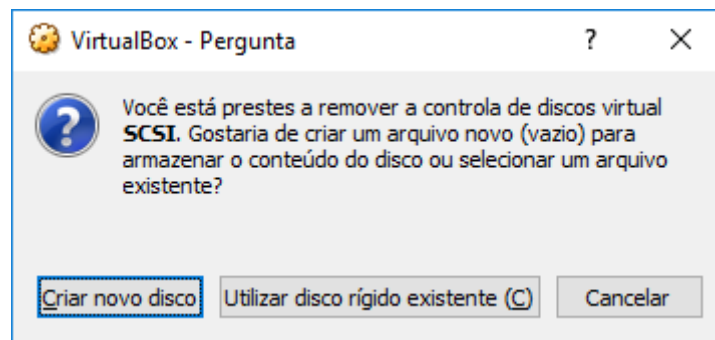 VirtualBox - Pergunta
Você está prestes a remover a controla de discos virtual
SCSI. Gostaria de criar um arquivo novo (vazio) para
armazenar o conteúdo do disco ou selecionar um arquivo
existente?
Criar novo disco
Utilizar disco rígido existente (C)
Cancelar